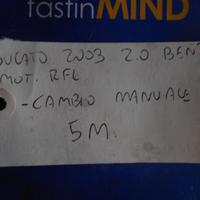 fastinMIND
DUCATO 2003 2.0 BENZ
MOT. RFL
-CAMBIO MANUALE
5M.